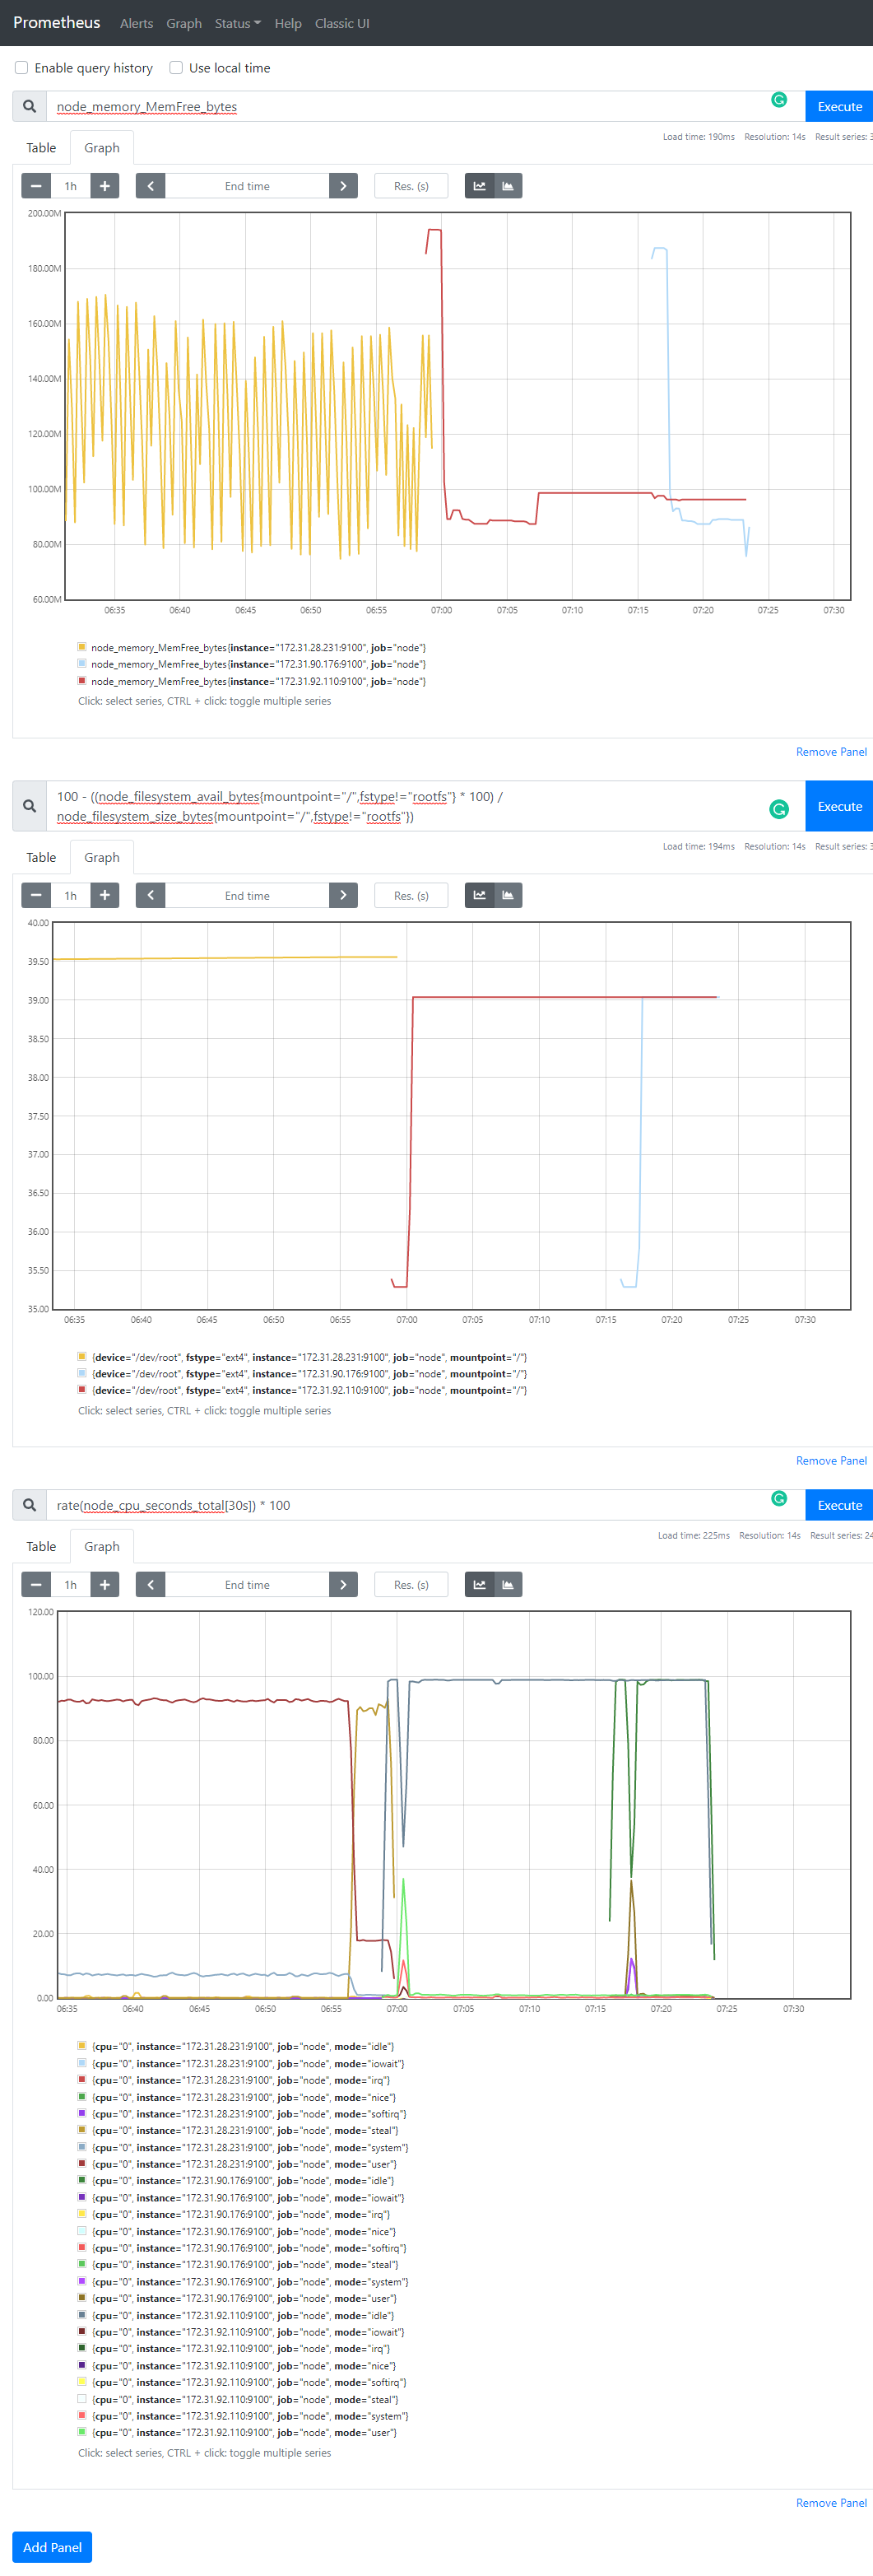 Prometheus Alerts Graph Status Help Classic UI
Enable query history Use local time
node_memory_MemFree_bytes Execute
Load time: 190ms Resolution: 14s Result series: 3
Table Graph
1h End time Res. (s)
200.00M
180.00M
160.00M
140.00M
120.00M
100.00M
80.00M
60.00M
06:35 06:40 06:45 06:50 06:55 07:00 07:05 07:10 07:15 07:20 07:25 07:30
node_memory_MemFree_bytes{instance="172.31.28.231:9100", job="node"}
node_memory_MemFree_bytes{instance="172.31.90.176:9100", job="node"}
node_memory_MemFree_bytes{instance="172.31.92.110:9100", job="node"}
Click: select series, CTRL + click: toggle multiple series
Remove Panel
100 - ((node_filesystem_avail_bytes{mountpoint="/",fstype!="rootfs"} * 100) /
node_filesystem_size_bytes{mountpoint="/",fstype!="rootfs"})
Execute
Load time: 194ms Resolution: 14s Result series: 3
Table Graph
1h End time Res. (s)
40.00
39.50
39.00
38.50
38.00
37.50
37.00
36.50
36.00
35.50
35.00
06:35 06:40 06:45 06:50 06:55 07:00 07:05 07:10 07:15 07:20 07:25 07:30
{device="/dev/root", fstype="ext4", instance="172.31.28.231:9100", job="node", mountpoint="/"}
{device="/dev/root", fstype="ext4", instance="172.31.90.176:9100", job="node", mountpoint="/"}
{device="/dev/root", fstype="ext4", instance="172.31.92.110:9100", job="node", mountpoint="/"}
Click: select series, CTRL + click: toggle multiple series
Remove Panel
rate(node_cpu_seconds_total[30s]) * 100 Execute
Load time: 225ms Resolution: 14s Result series: 24
Table Graph
1h End time Res. (s)
120.00
100.00
80.00
60.00
40.00
20.00
0.00
06:35 06:40 06:45 06:50 06:55 07:00 07:05 07:10 07:15 07:20 07:25 07:30
{cpu="0", instance="172.31.28.231:9100", job="node", mode="idle"}
{cpu="0", instance="172.31.28.231:9100", job="node", mode="iowait"}
{cpu="0", instance="172.31.28.231:9100", job="node", mode="irq"}
{cpu="0", instance="172.31.28.231:9100", job="node", mode="nice"}
{cpu="0", instance="172.31.28.231:9100", job="node", mode="softirq"}
{cpu="0", instance="172.31.28.231:9100", job="node", mode="steal"}
{cpu="0", instance="172.31.28.231:9100", job="node", mode="system"}
{cpu="0", instance="172.31.28.231:9100", job="node", mode="user"}
{cpu="0", instance="172.31.90.176:9100", job="node", mode="idle"}
{cpu="0", instance="172.31.90.176:9100", job="node", mode="iowait"}
{cpu="0", instance="172.31.90.176:9100", job="node", mode="irq"}
{cpu="0", instance="172.31.90.176:9100", job="node", mode="nice"}
{cpu="0", instance="172.31.90.176:9100", job="node", mode="softirq"}
{cpu="0", instance="172.31.90.176:9100", job="node", mode="steal"}
{cpu="0", instance="172.31.90.176:9100", job="node", mode="system"}
{cpu="0", instance="172.31.90.176:9100", job="node", mode="user"}
{cpu="0", instance="172.31.92.110:9100", job="node", mode="idle"}
{cpu="0", instance="172.31.92.110:9100", job="node", mode="iowait"}
{cpu="0", instance="172.31.92.110:9100", job="node", mode="irq"}
{cpu="0", instance="172.31.92.110:9100", job="node", mode="nice"}
{cpu="0", instance="172.31.92.110:9100", job="node", mode="softirq"}
{cpu="0", instance="172.31.92.110:9100", job="node", mode="steal"}
{cpu="0", instance="172.31.92.110:9100", job="node", mode="system"}
{cpu="0", instance="172.31.92.110:9100", job="node", mode="user"}
Click: select series, CTRL + click: toggle multiple series
Remove Panel
Add Panel